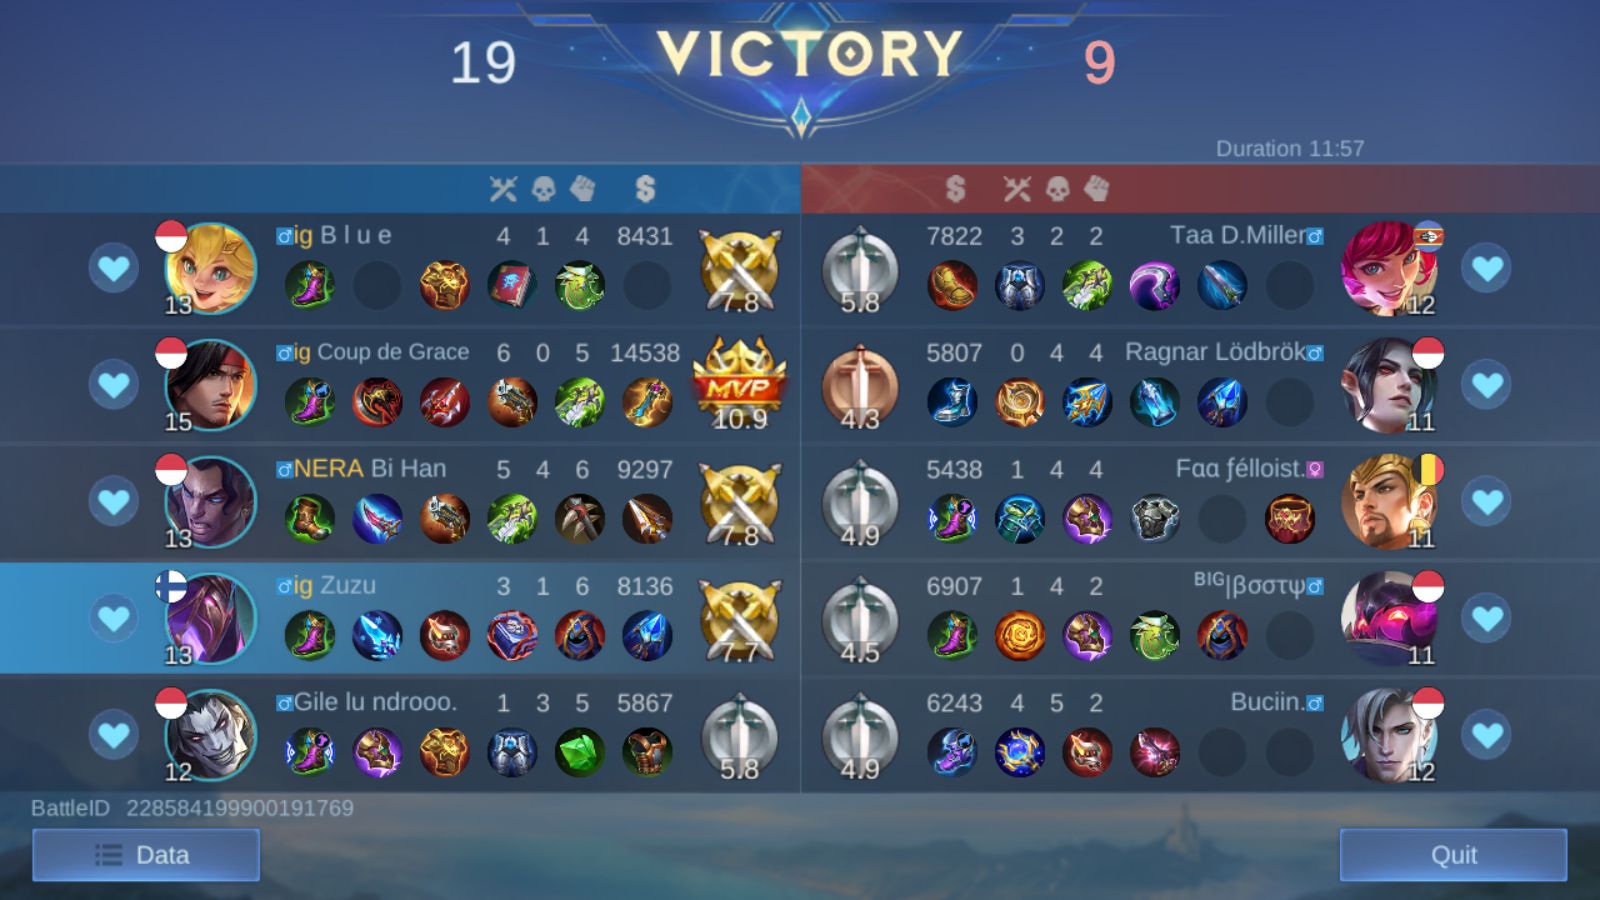 19 VICTORY 9
Duration 11:57
ig B l u e 4 1 4 8431
13 7.8
7822 3 2 2 Taa D.Miller
5.8 12
ig Coup de Grace 6 0 5 14538
MVP
15 10.9
5807 0 4 4 Ragnar Lödbrök
4.3 11
NERA Bi Han 5 4 6 9297
13 7.8
5438 1 4 4 Fαα ƒélloist.
4.9 11
ig Zuzu 3 1 6 8136
13 7.7
6907 1 4 2 ᴮᴵᴳ|βσστψ
4.5 11
Gile lu ndrooo. 1 3 5 5867
12 5.8
6243 4 5 2 Buciin.
4.9 12
BattleID 228584199900191769
Data
Quit